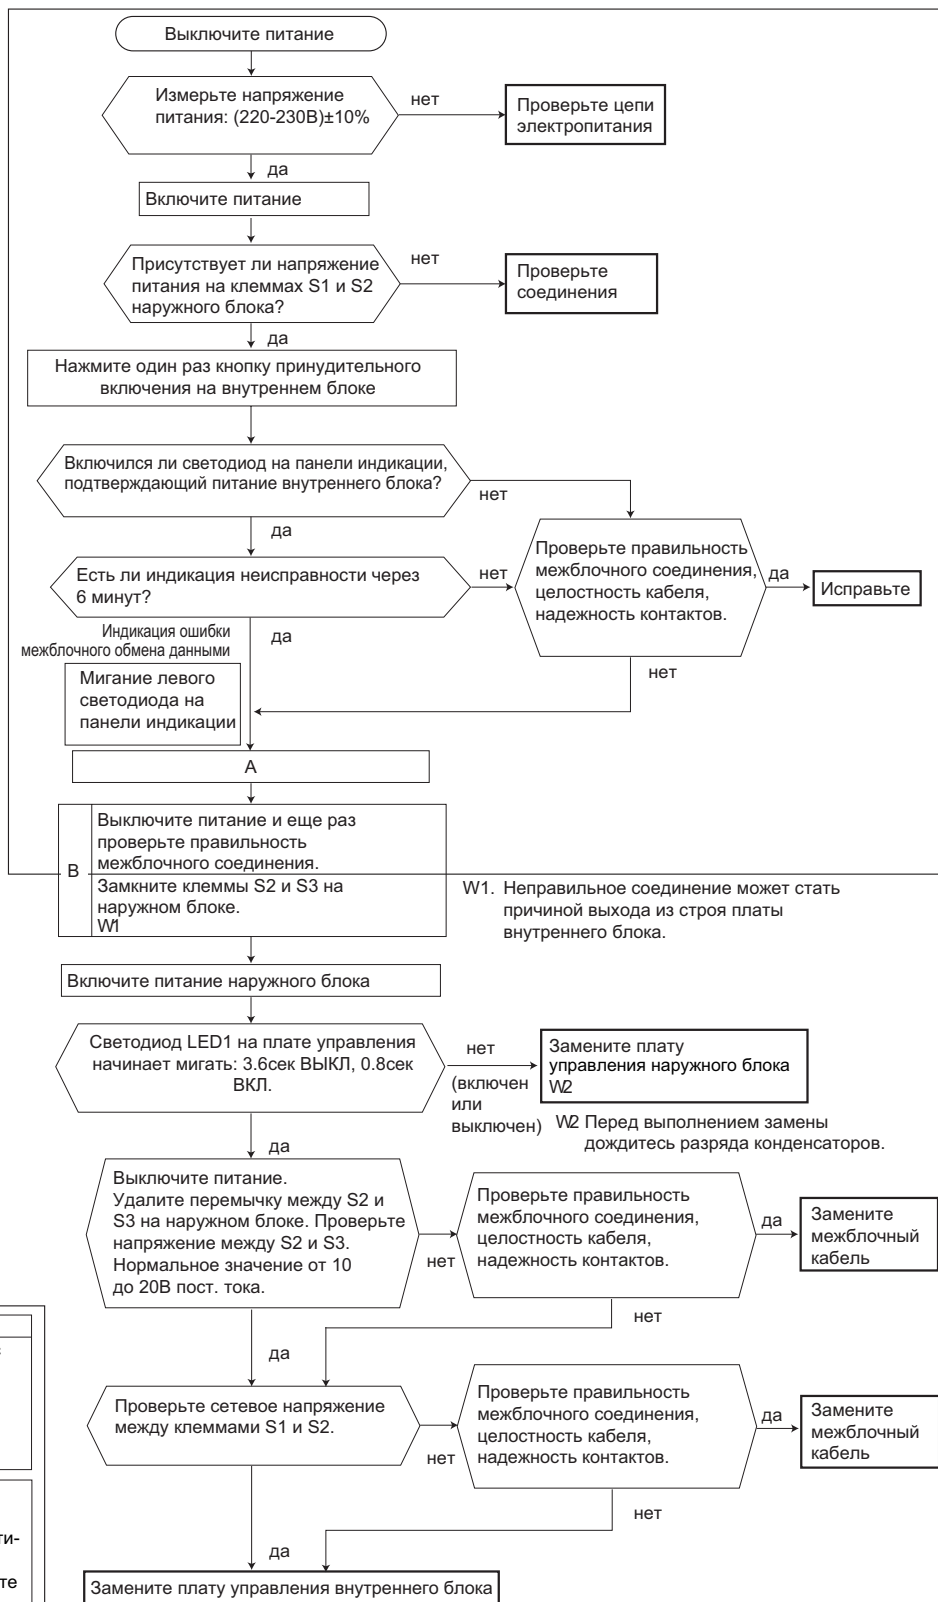 Выключите питание
Измерьте напряжение
питания: (220-230В)±10%
нет
Проверьте цепи
электропитания
да
Включите питание
Присутствует ли напряжение
питания на клеммах S1 и S2
наружного блока?
нет
Проверьте
соединения
да
Нажмите один раз кнопку принудительного
включения на внутреннем блоке
Включился ли светодиод на панели индикации,
подтверждающий питание внутреннего блока?
нет
да
Есть ли индикация неисправности через
6 минут?
нет
Проверьте правильность
межблочного соединения,
целостность кабеля,
надежность контактов.
да
Исправьте
Индикация ошибки
межблочного обмена данными
да
нет
Мигание левого
светодиода на
панели индикации
A
B
Выключите питание и еще раз
проверьте правильность
межблочного соединения.
Замкните клеммы S2 и S3 на
наружном блоке.
W1
W1. Неправильное соединение может стать
причиной выхода из строя платы
внутреннего блока.
Включите питание наружного блока
Светодиод LED1 на плате управления
начинает мигать: 3.6сек ВЫКЛ, 0.8сек
ВКЛ.
нет
(включен
или
выключен)
Замените плату
управления наружного блока
W2
W2 Перед выполнением замены
дождитесь разряда конденсаторов.
да
Выключите питание.
Удалите перемычку между S2 и
S3 на наружном блоке. Проверьте
напряжение между S2 и S3.
Нормальное значение от 10
до 20В пост. тока.
нет
Проверьте правильность
межблочного соединения,
целостность кабеля,
надежность контактов.
да
Замените
межблочный
кабель
нет
да
Проверьте сетевое напряжение
между клеммами S1 и S2.
нет
Проверьте правильность
межблочного соединения,
целостность кабеля,
надежность контактов.
да
Замените
межблочный
кабель
нет
да
Замените плату управления внутреннего блока
ти-
те